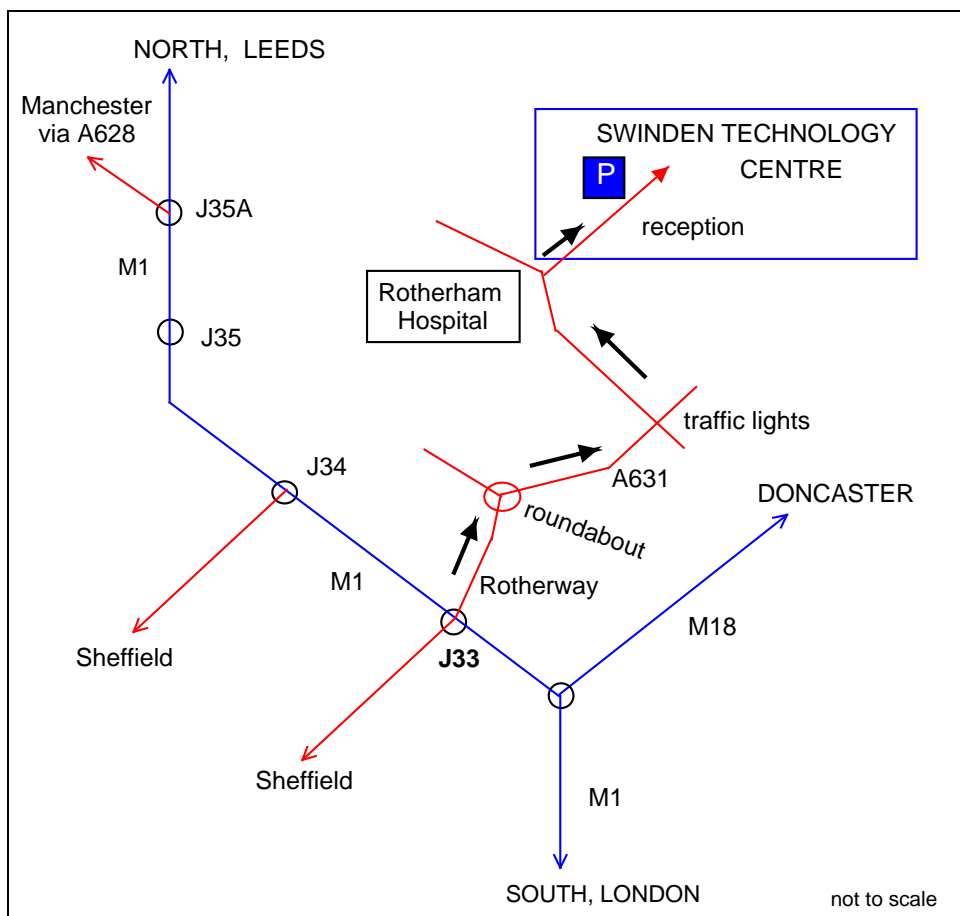 NORTH, LEEDS
Manchester
via A628
SWINDEN TECHNOLOGY
CENTRE
P
J35A
reception
M1
Rotherham
Hospital
J35
traffic lights
J34
A631
DONCASTER
roundabout
M1
Rotherway
M18
Sheffield
J33
Sheffield
M1
SOUTH, LONDON
not to scale